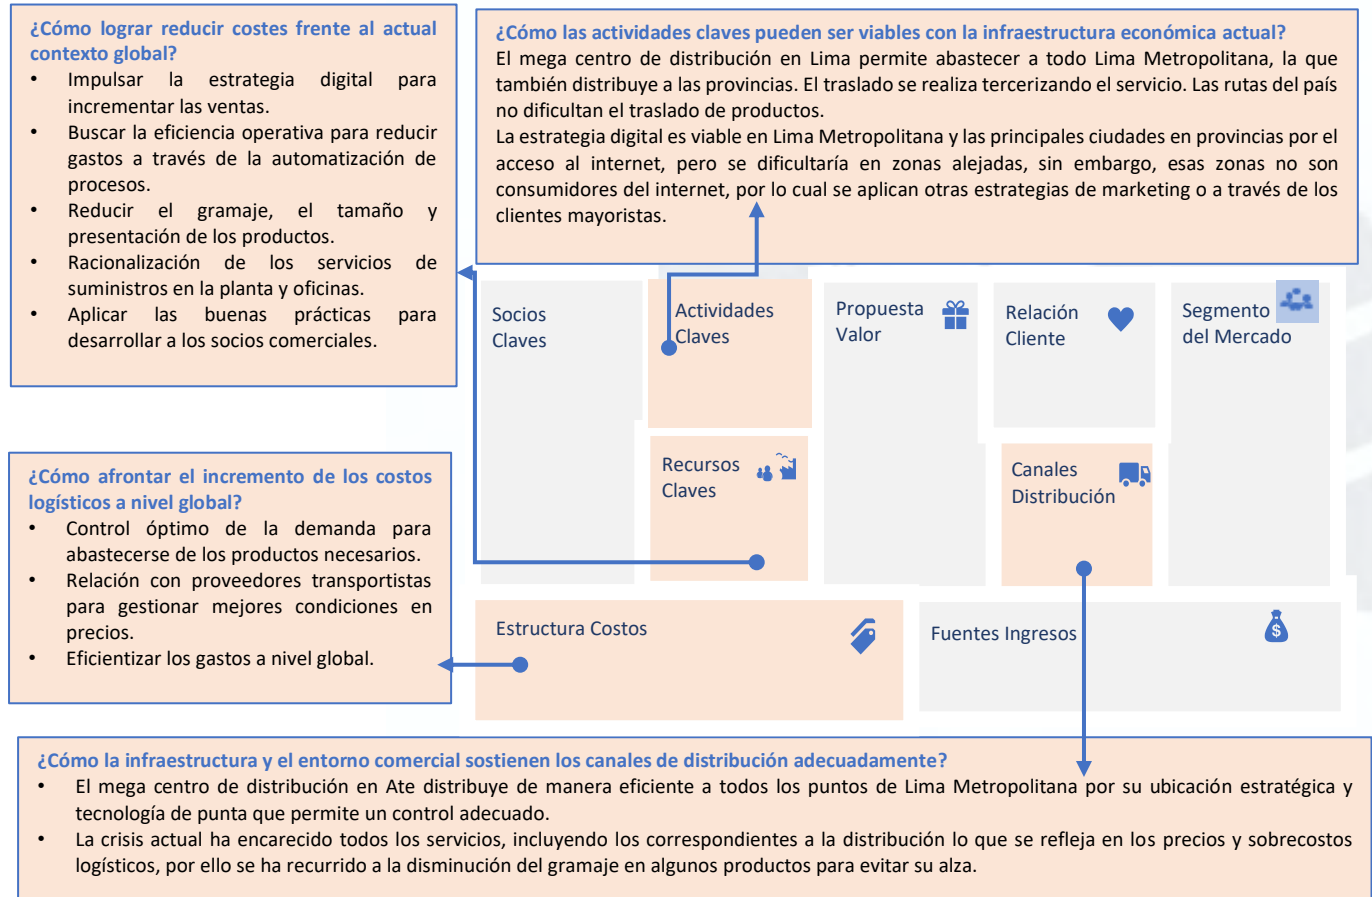 ¿Cómo lograr reducir costes frente al actual
contexto global?
• Impulsar la estrategia digital para
incrementar las ventas.
• Buscar la eficiencia operativa para reducir
gastos a través de la automatización de
procesos.
• Reducir el gramaje, el tamaño y
presentación de los productos.
• Racionalización de los servicios de
suministros en la planta y oficinas.
• Aplicar las buenas prácticas para
desarrollar a los socios comerciales.
¿Cómo las actividades claves pueden ser viables con la infraestructura económica actual?
El mega centro de distribución en Lima permite abastecer a todo Lima Metropolitana, la que
también distribuye a las provincias. El traslado se realiza tercerizando el servicio. Las rutas del país
no dificultan el traslado de productos.
La estrategia digital es viable en Lima Metropolitana y las principales ciudades en provincias por el
acceso al internet, pero se dificultaría en zonas alejadas, sin embargo, esas zonas no son
consumidores del internet, por lo cual se aplican otras estrategias de marketing o a través de los
clientes mayoristas.
Socios
Claves
Actividades
Claves
Propuesta
Valor
Relación
Cliente
Segmento
del Mercado
Recursos
Claves
Canales
Distribución
¿Cómo afrontar el incremento de los costos
logísticos a nivel global?
• Control óptimo de la demanda para
abastecerse de los productos necesarios.
• Relación con proveedores transportistas
para gestionar mejores condiciones en
precios.
• Eficientizar los gastos a nivel global.
Estructura Costos
Fuentes Ingresos
$
¿Cómo la infraestructura y el entorno comercial sostienen los canales de distribución adecuadamente?
• El mega centro de distribución en Ate distribuye de manera eficiente a todos los puntos de Lima Metropolitana por su ubicación estratégica y
tecnología de punta que permite un control adecuado.
• La crisis actual ha encarecido todos los servicios, incluyendo los correspondientes a la distribución lo que se refleja en los precios y sobrecostos
logísticos, por ello se ha recurrido a la disminución del gramaje en algunos productos para evitar su alza.